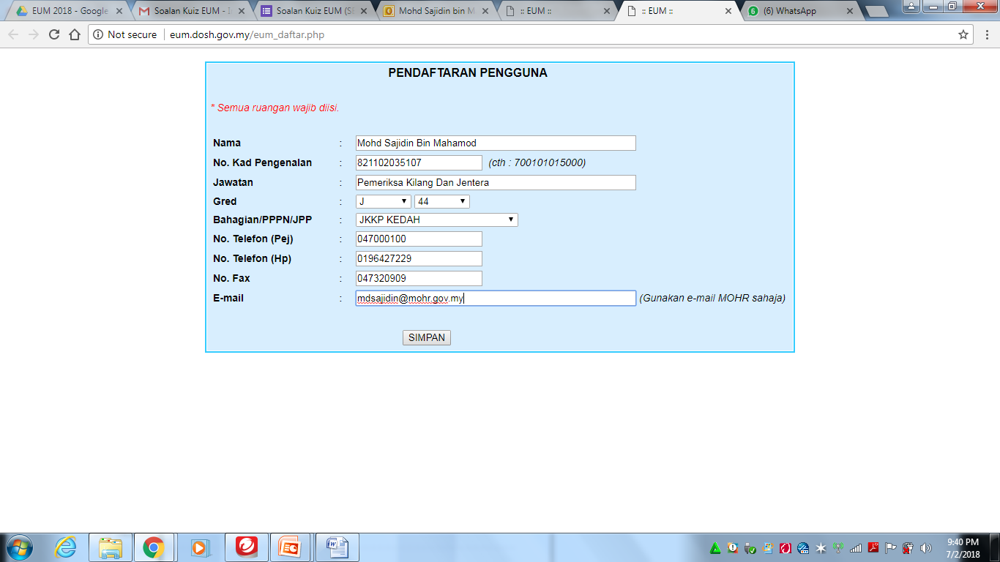 EUM 2018 - Google
Soalan Kuiz EUM - I
Soalan Kuiz EUM (SE
Mohd Sajidin bin M
:: EUM ::
:: EUM ::
(6) WhatsApp
Not secure
eum.dosh.gov.my/eum_daftar.php
PENDAFTARAN PENGGUNA
* Semua ruangan wajib diisi.
Nama : Mohd Sajidin Bin Mahamod
No. Kad Pengenalan : 821102035107 (cth : 700101015000)
Jawatan : Pemeriksa Kilang Dan Jentera
Gred : J 44
Bahagian/PPPN/JPP : JKKP KEDAH
No. Telefon (Pej) : 047000100
No. Telefon (Hp) : 0196427229
No. Fax : 047320909
E-mail : mdsajidin@mohr.gov.my (Gunakan e-mail MOHR sahaja)
SIMPAN
9:40 PM
7/2/2018